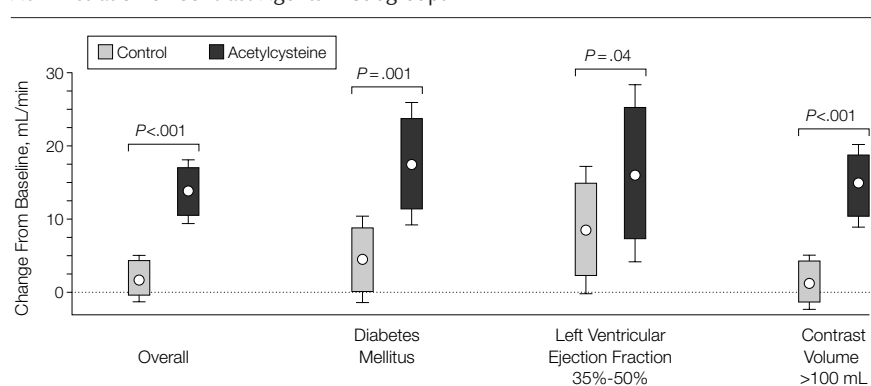 Control
Acetylcysteine
Change From Baseline, mL/min
30
20
10
0
P<.001
P=.001
P=.04
P<.001
Overall
Diabetes
Mellitus
Left Ventricular
Ejection Fraction
35%-50%
Contrast
Volume
>100 mL